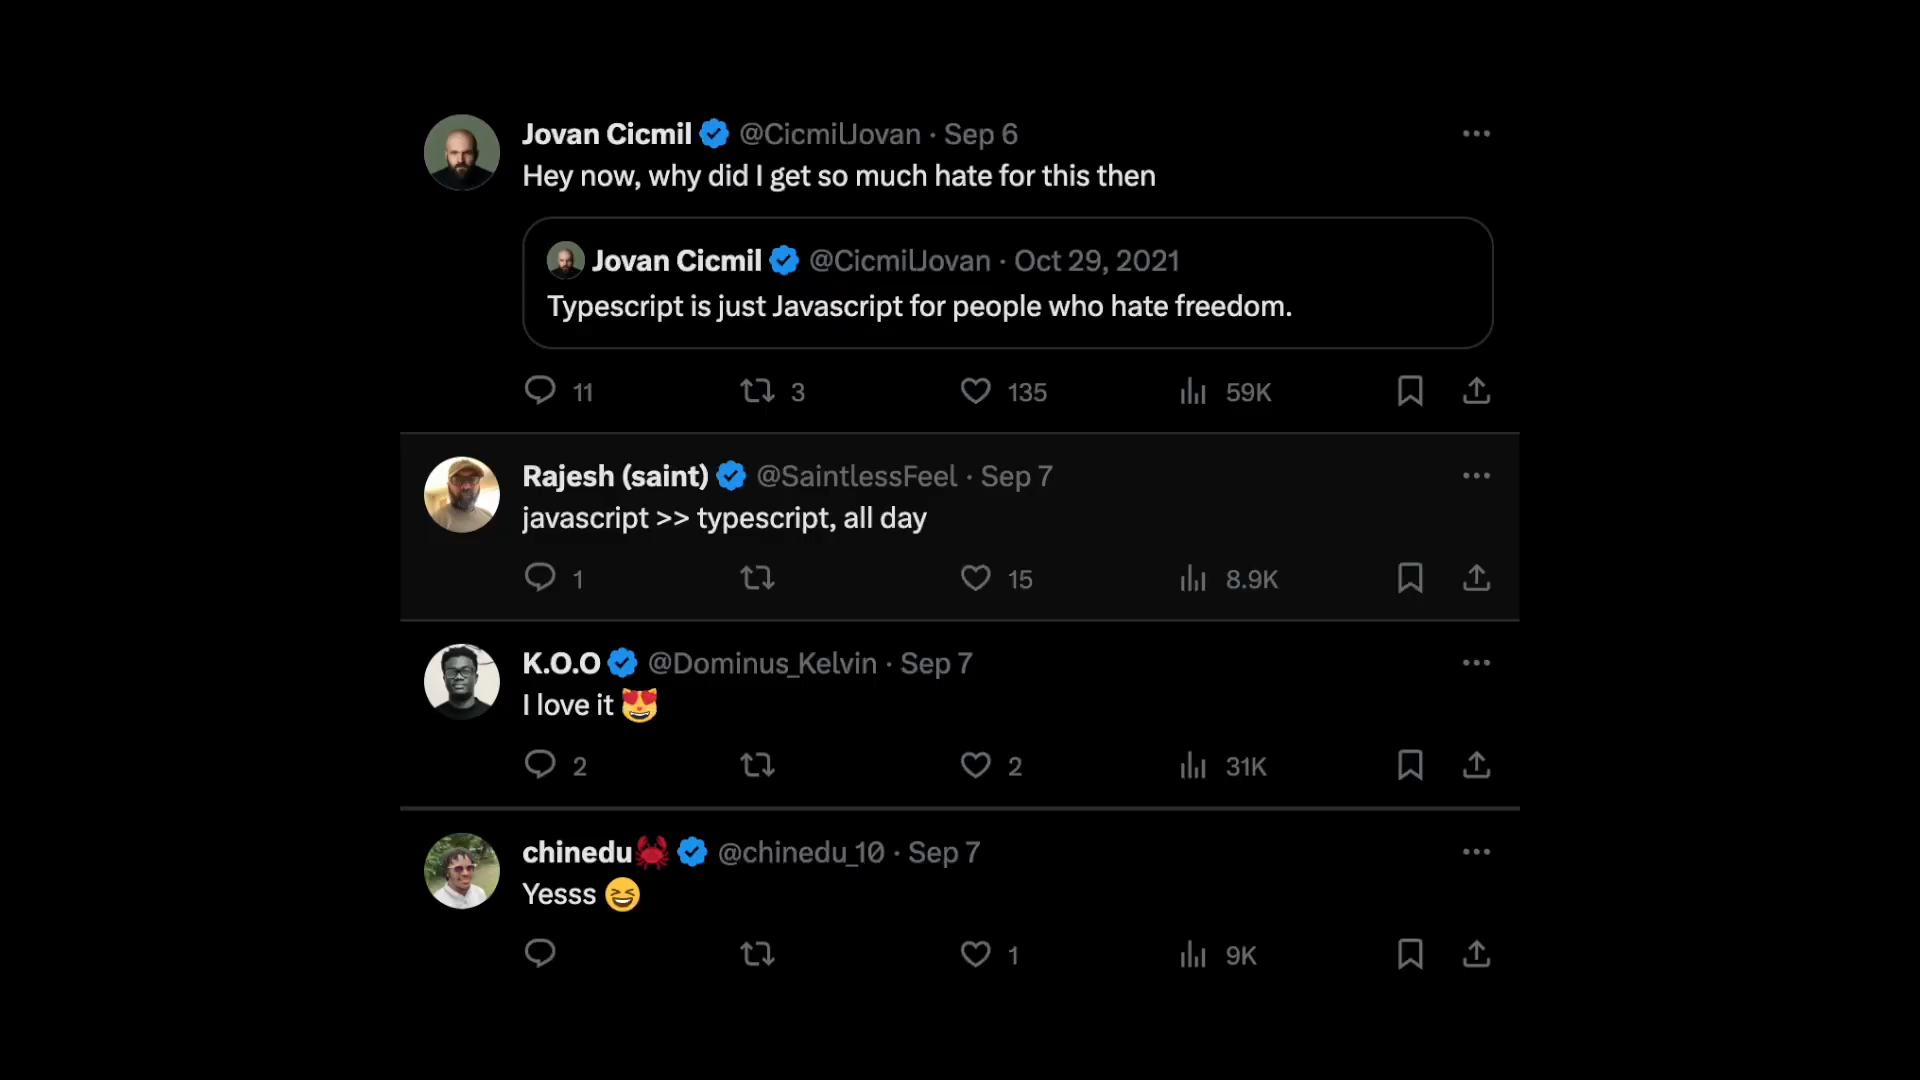 Jovan Cicmil @CicmilJovan · Sep 6
Hey now, why did I get so much hate for this then
Jovan Cicmil @CicmilJovan · Oct 29, 2021
Typescript is just Javascript for people who hate freedom.
11 3 135 59K
Rajesh (saint) @SaintlessFeel · Sep 7
javascript >> typescript, all day
1 15 8.9K
K.O.O @Dominus_Kelvin · Sep 7
I love it 😻
2 2 31K
chinedu🦀 @chinedu_10 · Sep 7
Yesss 😆
1 9K